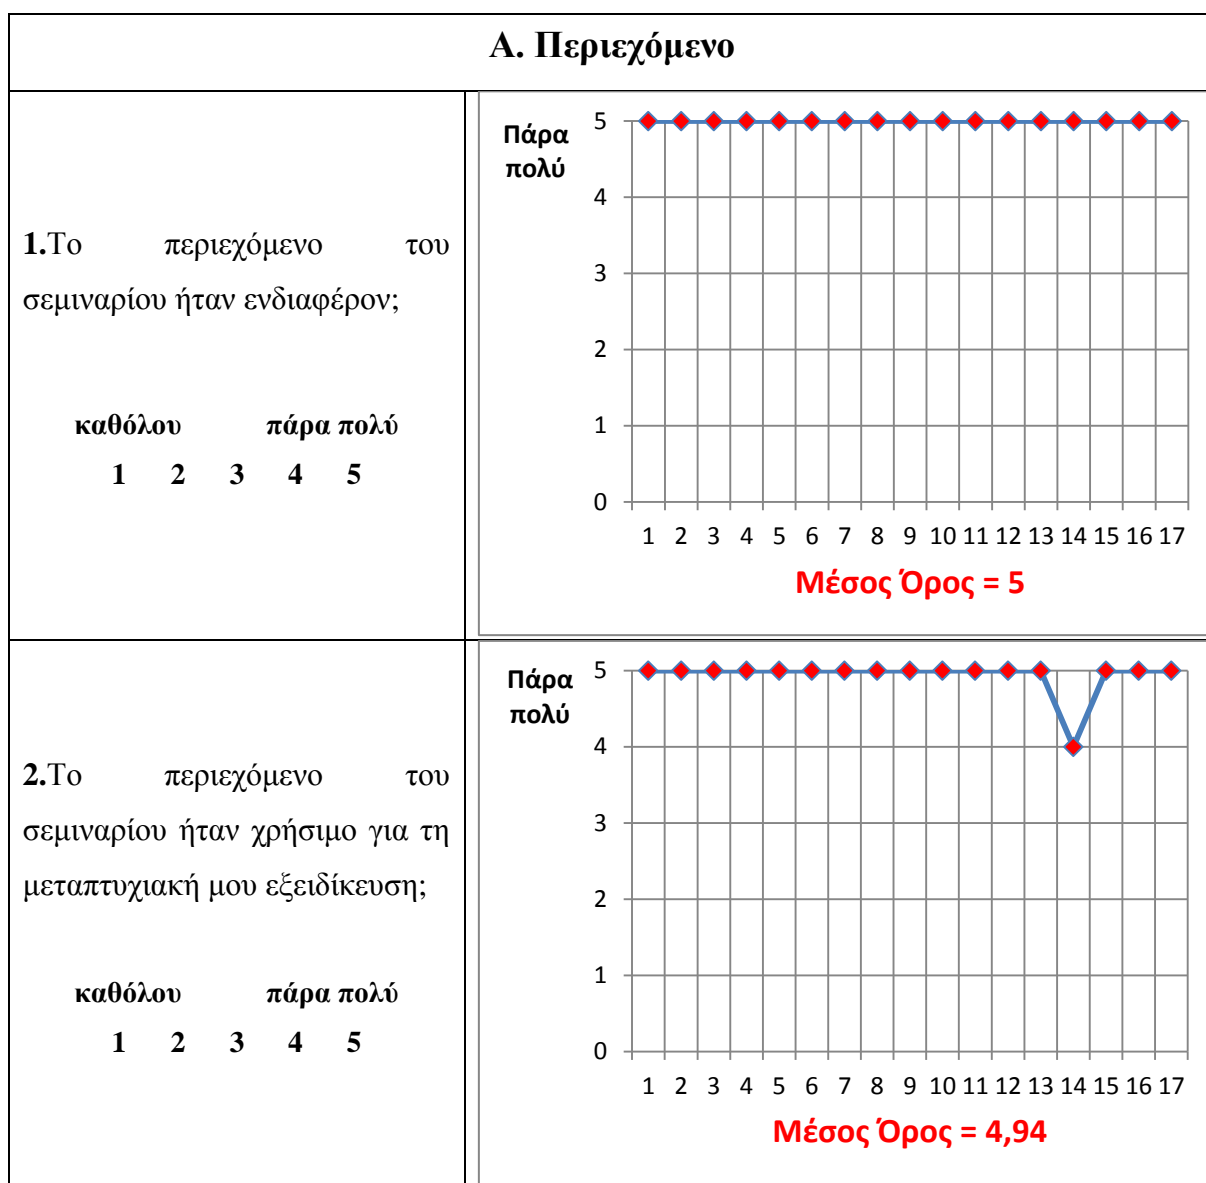 Α. Περιεχόμενο
1.Το περιεχόμενο του
σεμιναρίου ήταν ενδιαφέρον;
καθόλου πάρα πολύ
1 2 3 4 5
Πάρα
πολύ
5
4
3
2
1
0
1 2 3 4 5 6 7 8 9 10 11 12 13 14 15 16 17
Μέσος Όρος = 5
2.Το περιεχόμενο του
σεμιναρίου ήταν χρήσιμο για τη
μεταπτυχιακή μου εξειδίκευση;
καθόλου πάρα πολύ
1 2 3 4 5
Πάρα
πολύ
5
4
3
2
1
0
1 2 3 4 5 6 7 8 9 10 11 12 13 14 15 16 17
Μέσος Όρος = 4,94